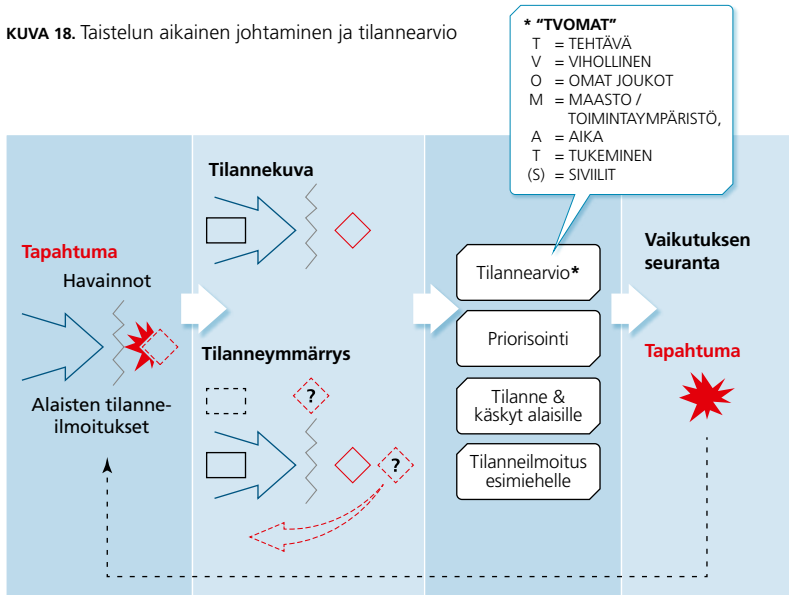 KUVA 18. Taistelun aikainen johtaminen ja tilannearvio
* "TVOMAT"
T = TEHTÄVÄ
V = VIHOLLINEN
O = OMAT JOUKOT
M = MAASTO /
TOIMINTAYMPÄRISTÖ,
A = AIKA
T = TUKEMINEN
(S) = SIVIILIT
Tapahtuma
Havainnot
Alaisten tilanne-
ilmoitukset
Tilannekuva
Tilanneymmärrys
?
?
Tilannearvio*
Priorisointi
Tilanne &
käskyt alaisille
Tilanneilmoitus
esimiehelle
Vaikutuksen
seuranta
Tapahtuma